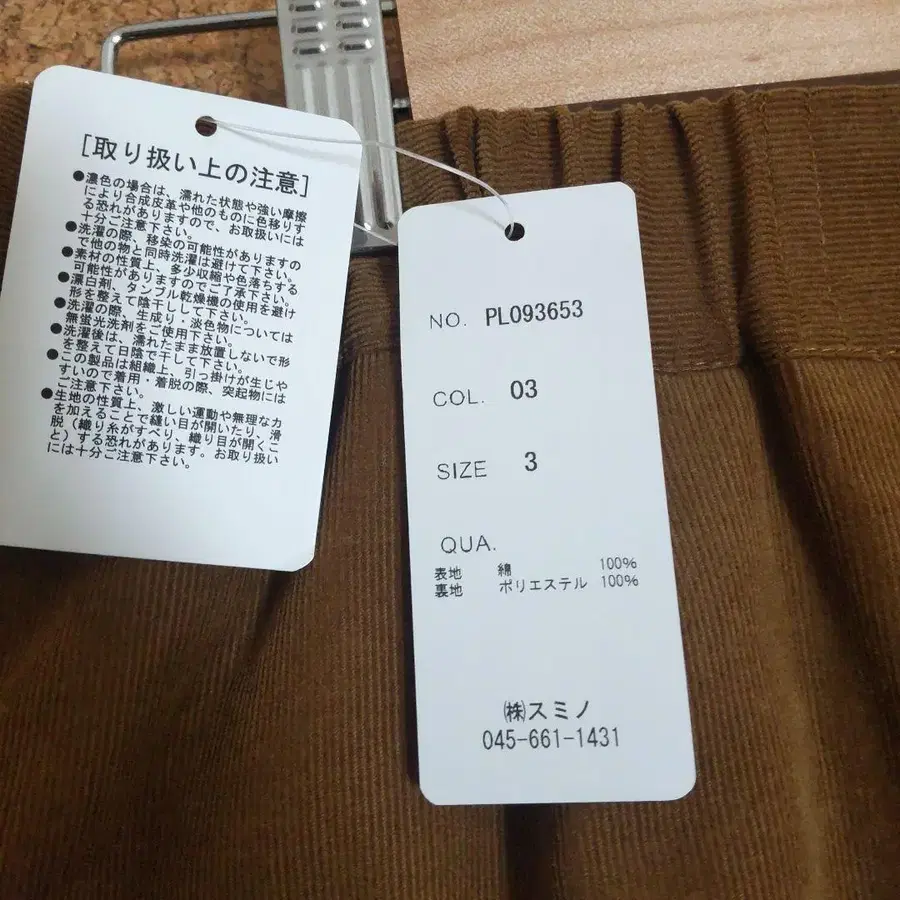 [取り扱い上の注意]
●濃色の場合は、濡れた状態や強い摩擦
により合成皮革や他のものに色移りす
る恐れがありますので、お取扱いには
十分ご注意下さい。
●洗濯の際、移染の可能性がありますの
で他の物と同時洗濯は避けて下さい。
●素材の性質上、多少収縮や色落ちする
可能性がありますのでご了承下さい。
●漂白剤、タンブル乾燥機の使用を避け
形を整えて陰干しして下さい。
●洗濯の際、生成り・淡色物については
無蛍光洗剤をご使用下さい。
●洗濯後は、濡れたまま放置しないで形
を整えて日陰で干して下さい。
●この製品は組織上、引っ掛けが生じや
すいので着用・着脱の際、突起物には
ご注意下さい。
●生地の性質上、激しい運動や無理な力
を加えることで縫い目が開いたり、滑
脱（織り糸がすべり、織り目が開くこ
と）する恐れがあります。お取り扱い
には十分ご注意下さい。
NO. PL093653
COL. 03
SIZE 3
QUA.
表地 綿 100%
裏地 ポリエステル 100%
㈱スミノ
045-661-1431